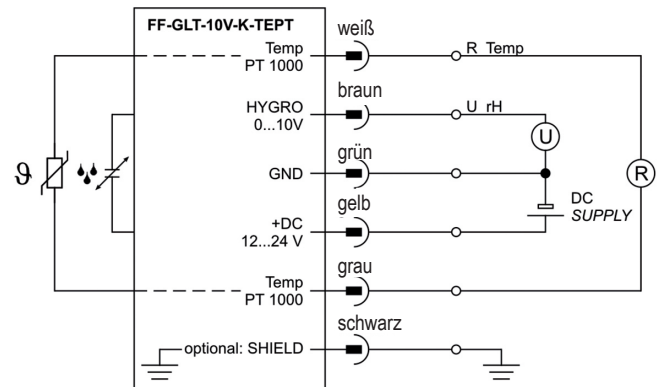 FF-GLT-10V-K-TEPT
weiß
Temp
PT 1000
R Temp
braun
HYGRO
0...10V
U rH
U
grün
GND
R
ϑ
gelb
+DC
12...24 V
DC
SUPPLY
grau
Temp
PT 1000
schwarz
optional: SHIELD